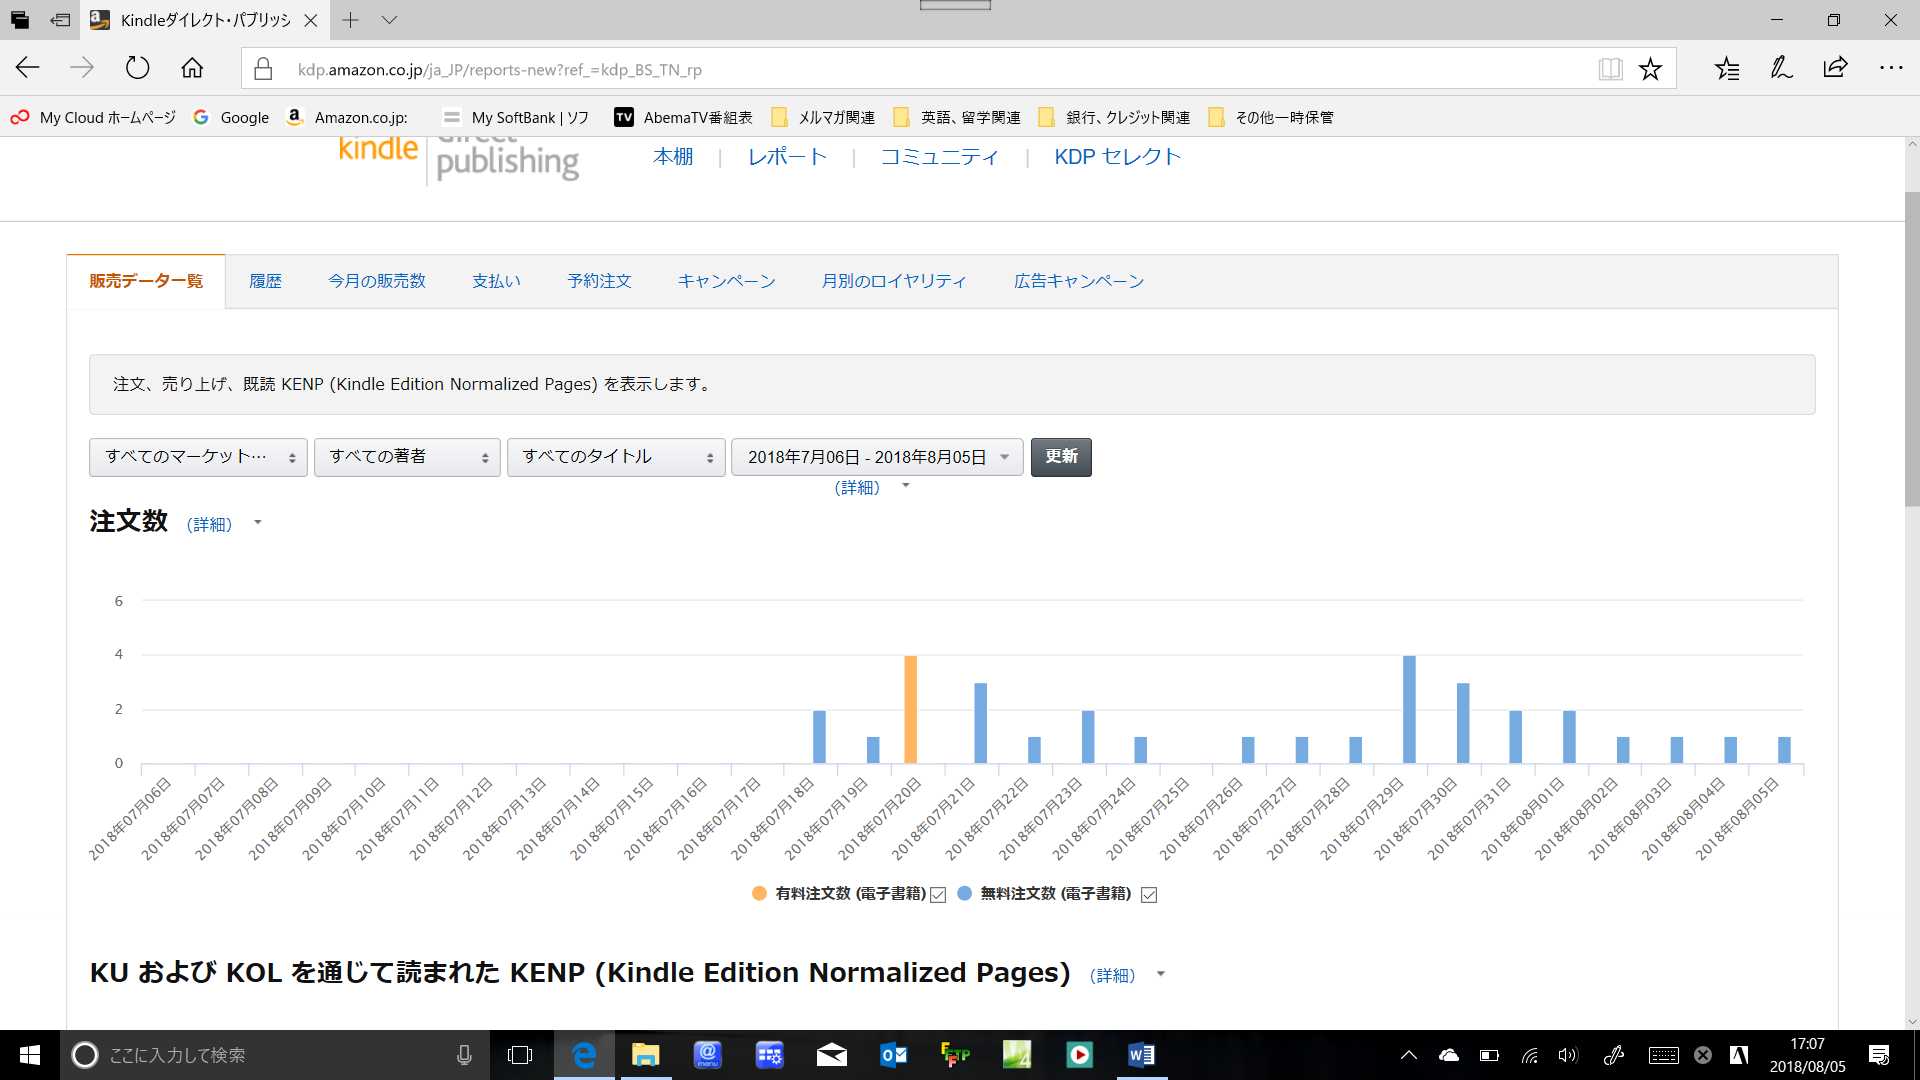 Kindleダイレクト・パブリッシ
kdp.amazon.co.jp/ja_JP/reports-new?ref_=kdp_BS_TN_rp
My Cloud ホームページ Google Amazon.co.jp: My SoftBank | ソフ AbemaTV番組表 メルマガ関連 英語、留学関連 銀行、クレジット関連 その他一時保管
kindle direct publishing
本棚 | レポート | コミュニティ | KDP セレクト
販売データ一覧 履歴 今月の販売数 支払い 予約注文 キャンペーン 月別のロイヤリティ 広告キャンペーン
注文、売り上げ、既読 KENP (Kindle Edition Normalized Pages) を表示します。
すべてのマーケット… すべての著者 すべてのタイトル 2018年7月06日 - 2018年8月05日 更新
(詳細)
注文数 (詳細)
6
4
2
0
2018年07月06日 2018年07月07日 2018年07月08日 2018年07月09日 2018年07月10日 2018年07月11日 2018年07月12日 2018年07月13日 2018年07月14日 2018年07月15日 2018年07月16日 2018年07月17日 2018年07月18日 2018年07月19日 2018年07月20日 2018年07月21日 2018年07月22日 2018年07月23日 2018年07月24日 2018年07月25日 2018年07月26日 2018年07月27日 2018年07月28日 2018年07月29日 2018年07月30日 2018年07月31日 2018年08月01日 2018年08月02日 2018年08月03日 2018年08月04日 2018年08月05日
有料注文数 (電子書籍) 無料注文数 (電子書籍)
KU および KOL を通じて読まれた KENP (Kindle Edition Normalized Pages) (詳細)
ここに入力して検索
17:07
2018/08/05